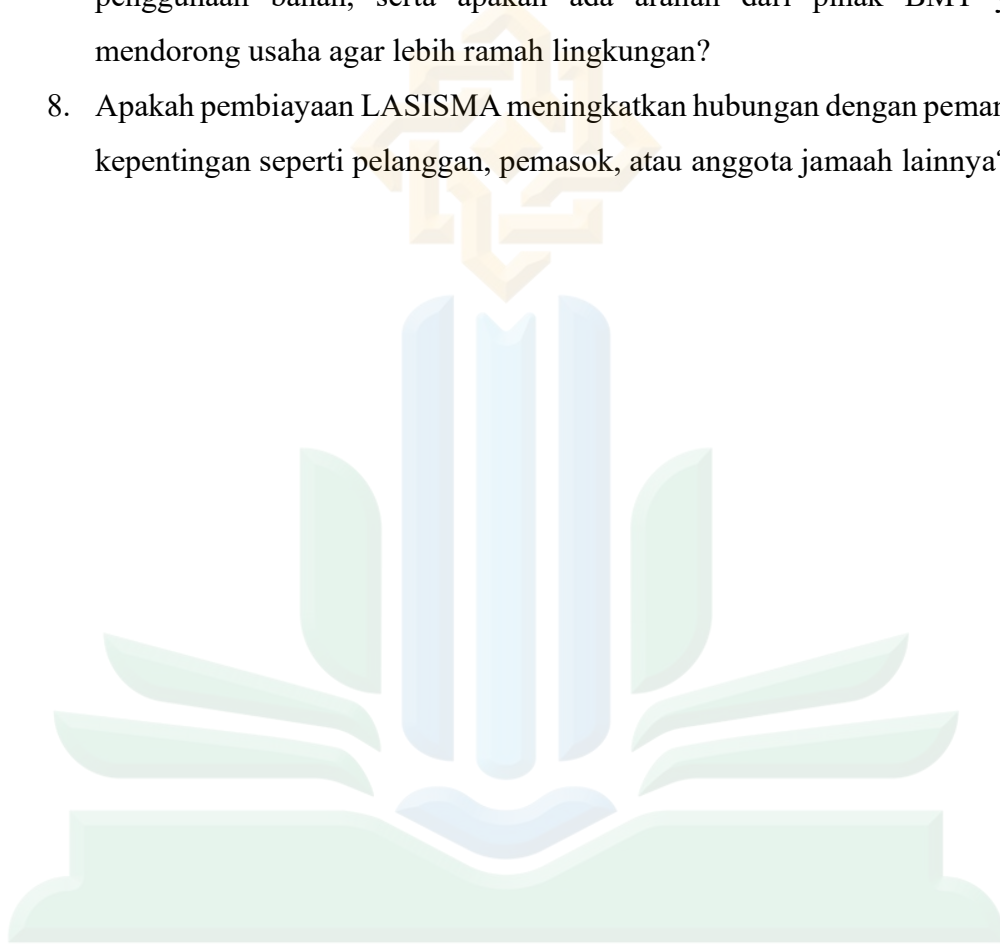 penggunaan bahan, serta apakah ada arahan dari pihak BMT
mendorong usaha agar lebih ramah lingkungan?
8. Apakah pembiayaan LASISMA meningkatkan hubungan dengan
kepentingan seperti pelanggan, pemasok, atau anggota jamaah lainnya?